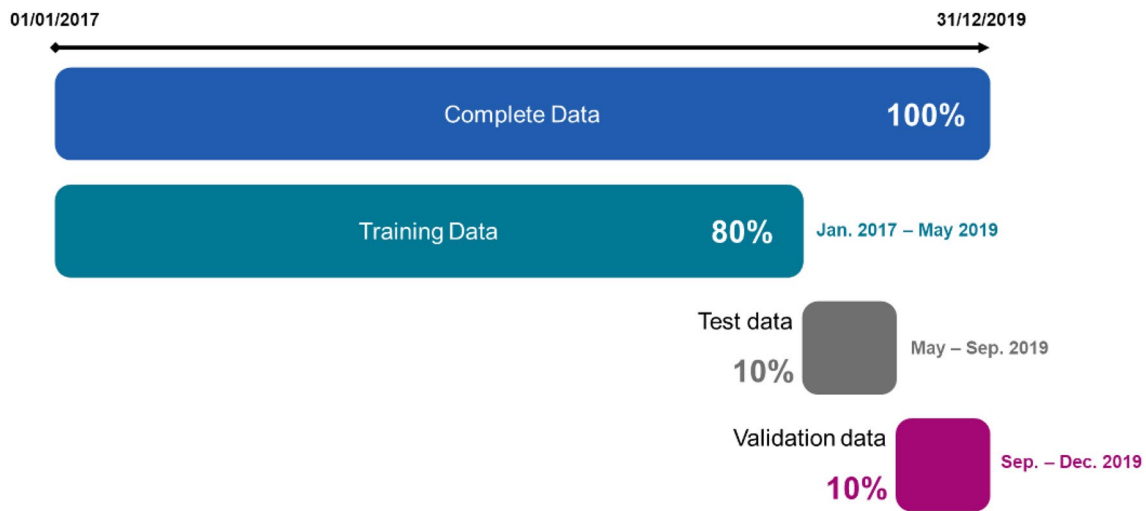 01/01/2017
31/12/2019
Complete Data
100%
Training Data
80%
Jan. 2017 – May 2019
Test data
10%
May – Sep. 2019
Validation data
10%
Sep. – Dec. 2019